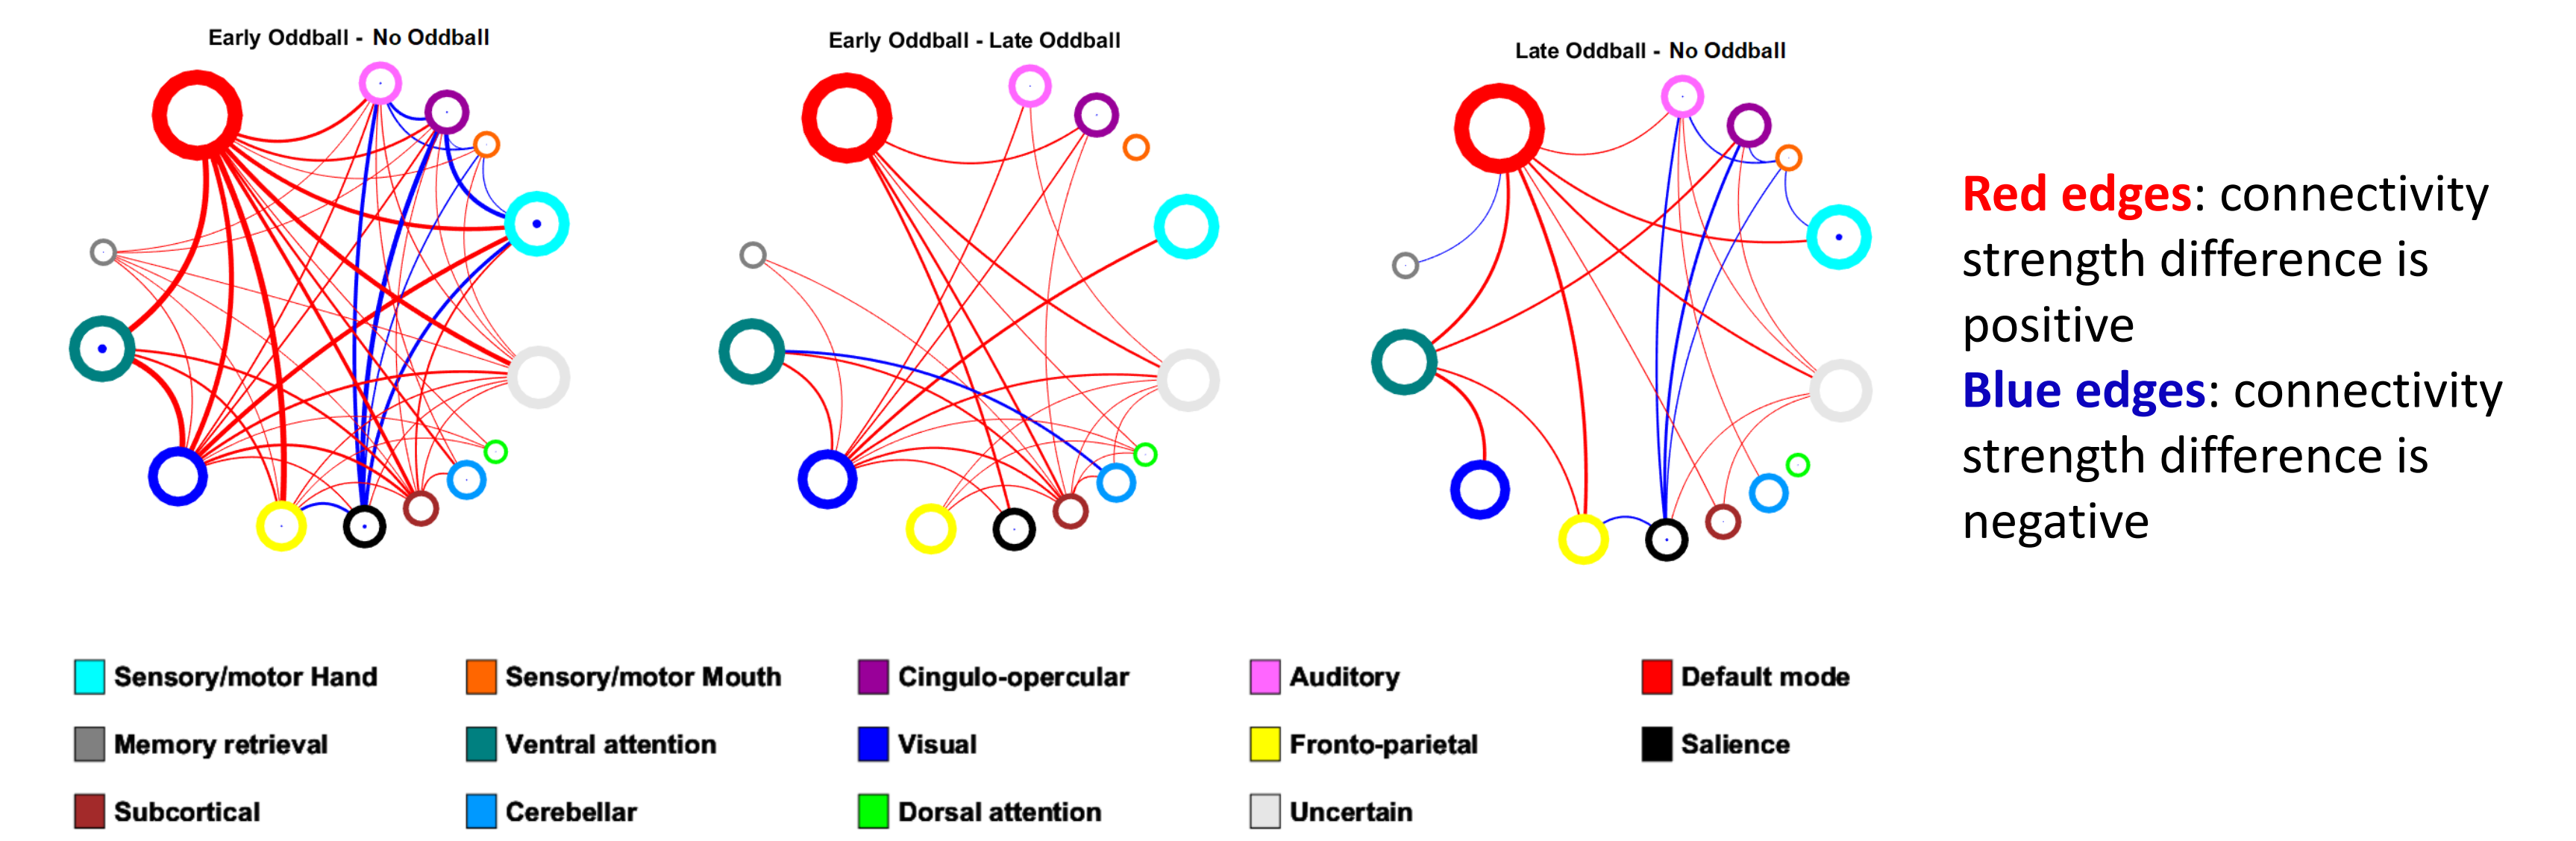 Early Oddball - No Oddball
Early Oddball - Late Oddball
Late Oddball - No Oddball
Red edges: connectivity
strength difference is
positive
Blue edges: connectivity
strength difference is
negative
Sensory/motor Hand
Sensory/motor Mouth
Cingulo-opercular
Auditory
Default mode
Memory retrieval
Ventral attention
Visual
Fronto-parietal
Salience
Subcortical
Cerebellar
Dorsal attention
Uncertain